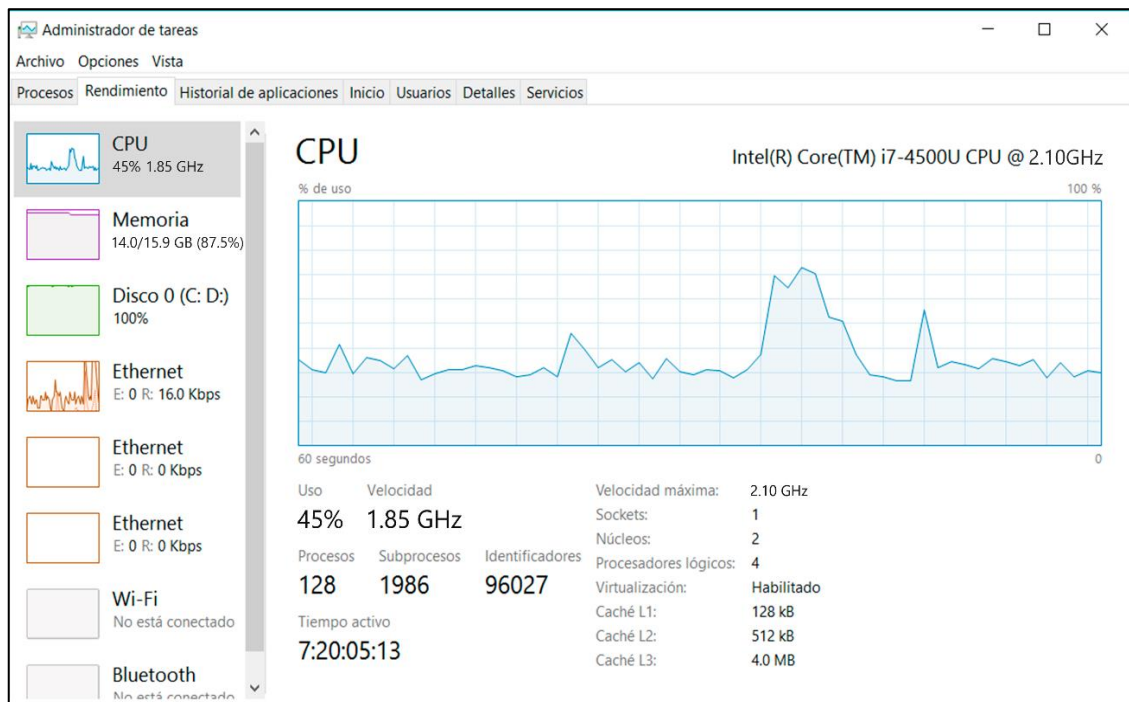 Administrador de tareas
Archivo Opciones Vista
Procesos Rendimiento Historial de aplicaciones Inicio Usuarios Detalles Servicios
CPU
45% 1.85 GHz
Memoria
14.0/15.9 GB (87.5%)
Disco 0 (C: D:)
100%
Ethernet
E: 0 R: 16.0 Kbps
Ethernet
E: 0 R: 0 Kbps
Ethernet
E: 0 R: 0 Kbps
Wi-Fi
No está conectado
Bluetooth
No está conectado
CPU
Intel(R) Core(TM) i7-4500U CPU @ 2.10GHz
% de uso 100 %
60 segundos 0
Uso Velocidad
45% 1.85 GHz
Procesos Subprocesos Identificadores
128 1986 96027
Tiempo activo
7:20:05:13
Velocidad máxima: 2.10 GHz
Sockets: 1
Núcleos: 2
Procesadores lógicos: 4
Virtualización: Habilitado
Caché L1: 128 kB
Caché L2: 512 kB
Caché L3: 4.0 MB